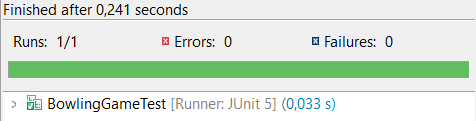 Finished after 0,241 seconds
Runs: 1/1 Errors: 0 Failures: 0
BowlingGameTest [Runner: JUnit 5] (0,033 s)